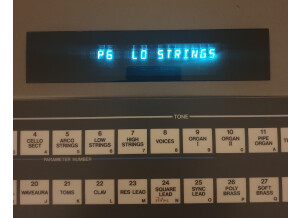 P6 LO STRINGS
TONE
4 5 6 7 8 9 10 11
CELLO SECT ARCO STRINGS LOW STRINGS HIGH STRINGS VOICES ORGAN I ORGAN II PIPE ORGAN
PARAMETER NUMBER
20 21 22 23 24 25 26 27
WAVEAURA TOMS CLAV RES LEAD SQUARE LEAD SYNC LEAD POLY BRASS SOFT BRASS